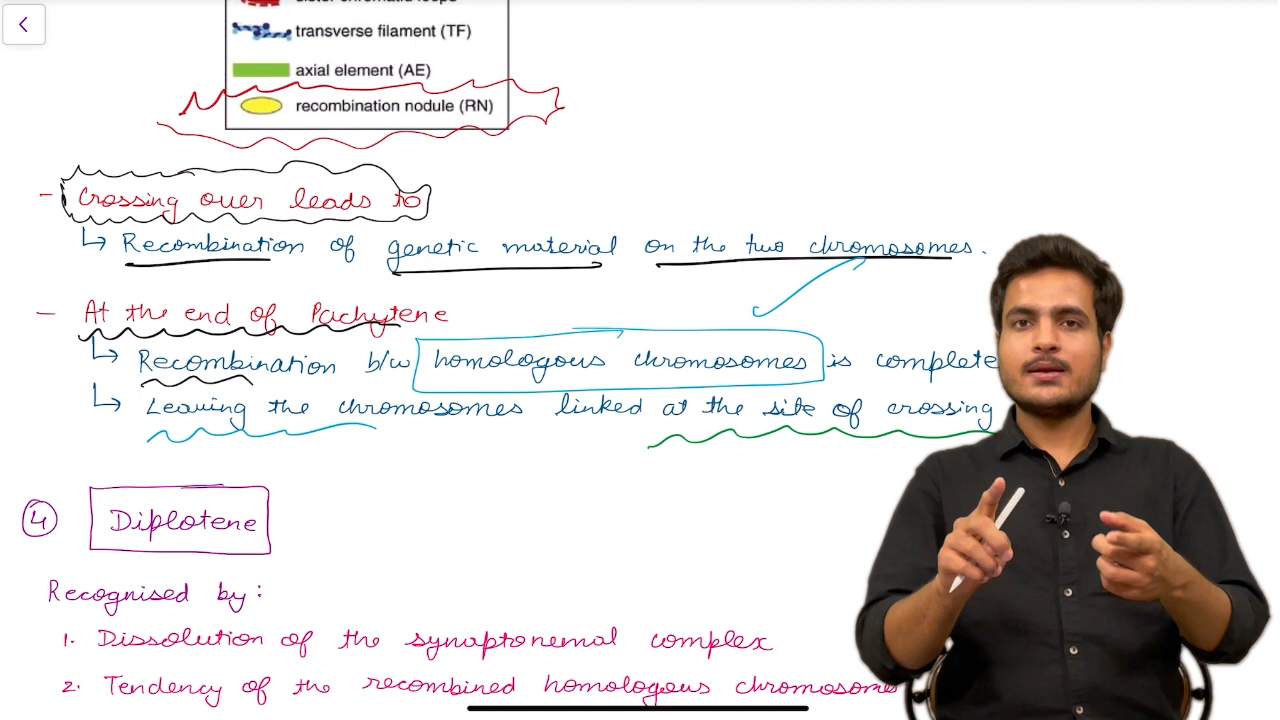 transverse filament (TF)
axial element (AE)
recombination nodule (RN)
- Crossing over leads to
↳ Recombination of genetic material on the two chromosomes.
- At the end of Pachytene
↳ Recombination b/w homologous chromosomes is complete
↳ Leaving the chromosomes linked at the site of crossing
4 Diplotene
Recognised by:
1. Dissolution of the synaptonemal complex
2. Tendency of the recombined homologous chromosome